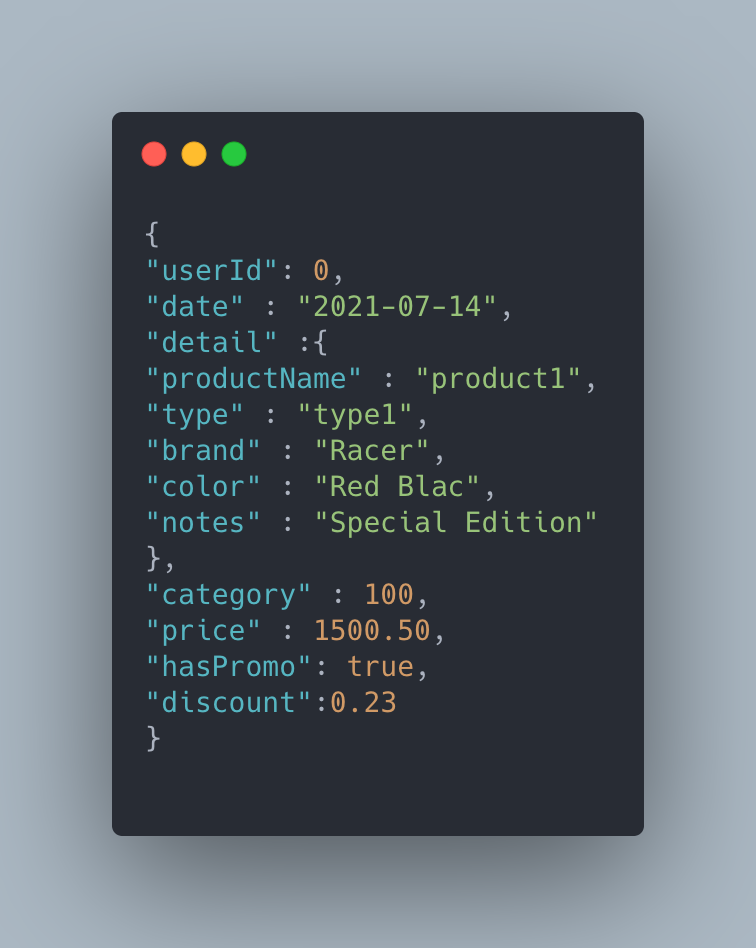 {
"userId": 0,
"date" : "2021-07-14",
"detail" :{
"productName" : "product1",
"type" : "type1",
"brand" : "Racer",
"color" : "Red Blac",
"notes" : "Special Edition"
},
"category" : 100,
"price" : 1500.50,
"hasPromo": true,
"discount":0.23
}